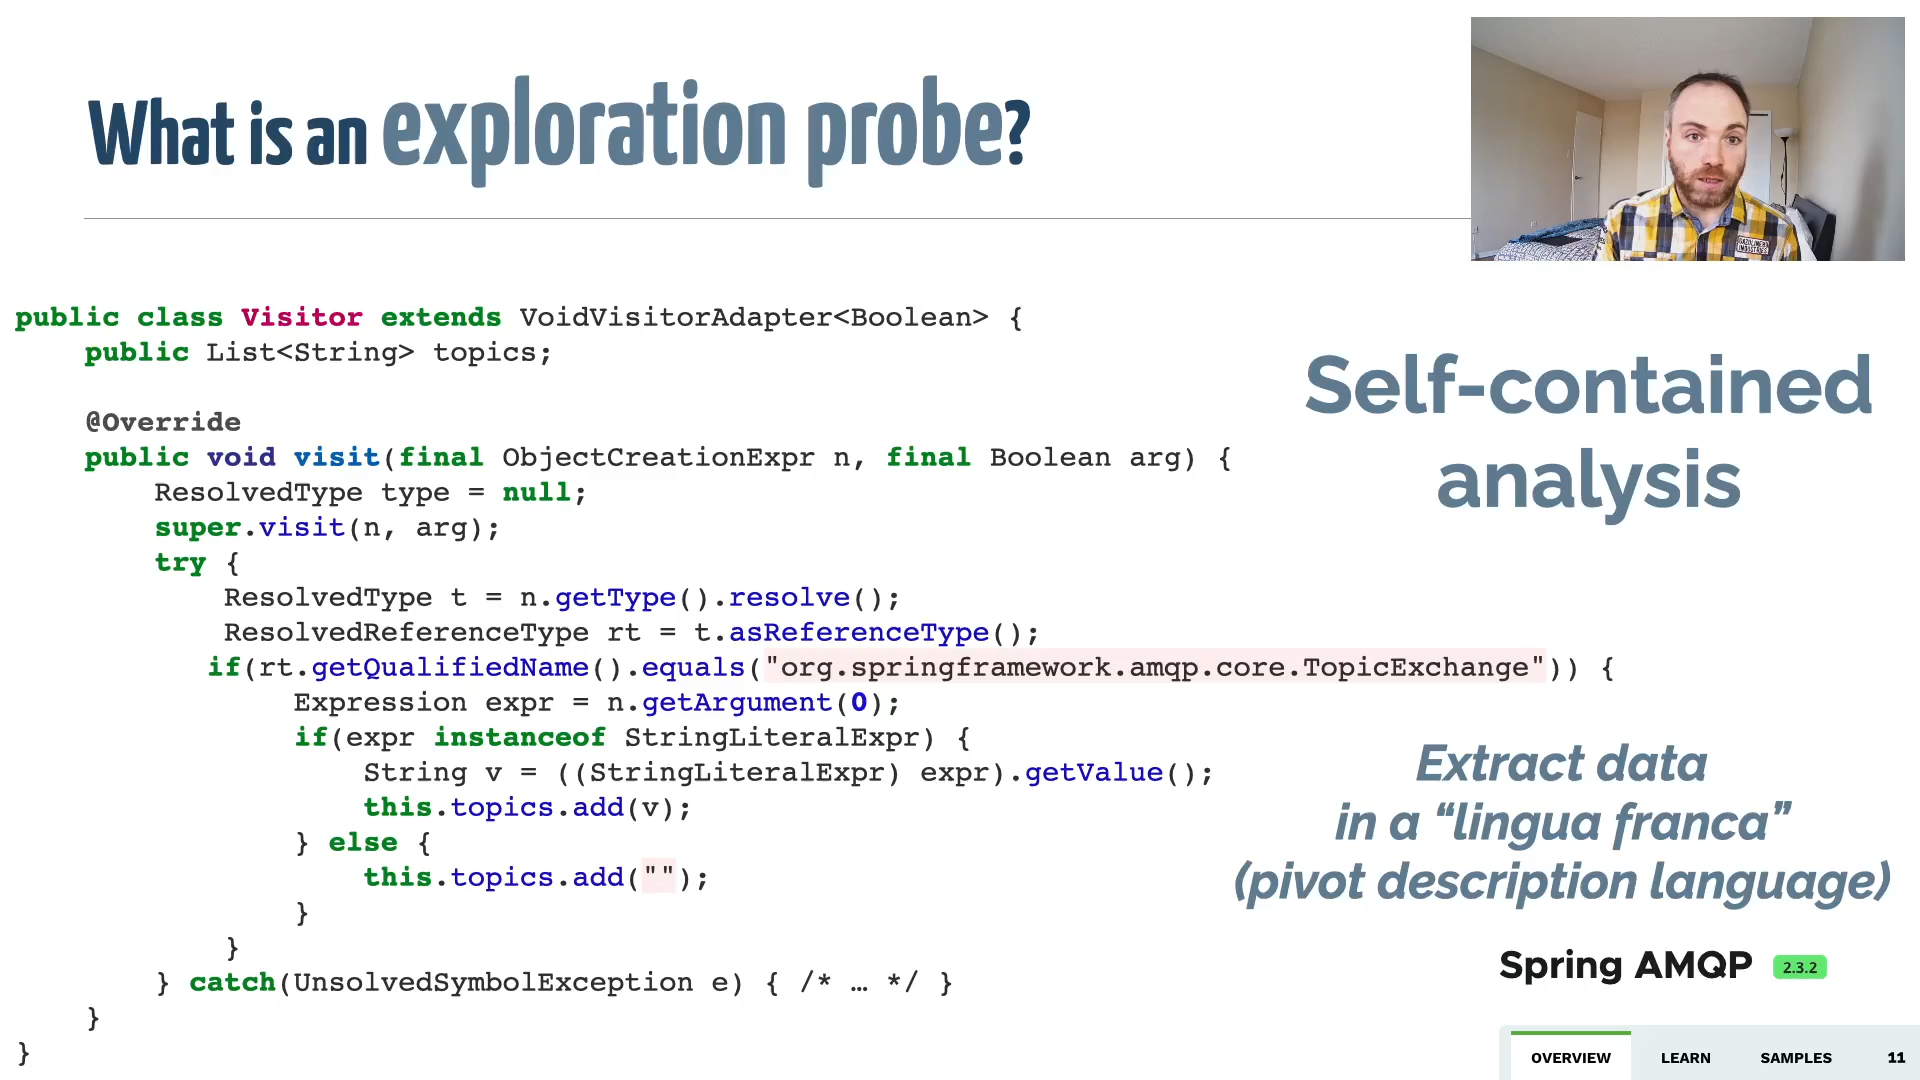 What is an exploration probe?
public class Visitor extends VoidVisitorAdapter<Boolean> {
public List<String> topics;
@Override
public void visit(final ObjectCreationExpr n, final Boolean arg) {
ResolvedType type = null;
super.visit(n, arg);
try {
ResolvedType t = n.getType().resolve();
ResolvedReferenceType rt = t.asReferenceType();
if(rt.getQualifiedName().equals("org.springframework.amqp.core.TopicExchange")) {
Expression expr = n.getArgument(0);
if(expr instanceof StringLiteralExpr) {
String v = ((StringLiteralExpr) expr).getValue();
this.topics.add(v);
} else {
this.topics.add("");
}
}
} catch(UnsolvedSymbolException e) { /* … */ }
}
}
Self-contained
analysis
Extract data
in a “lingua franca”
(pivot description language)
Spring AMQP 2.3.2
OVERVIEW LEARN SAMPLES 11